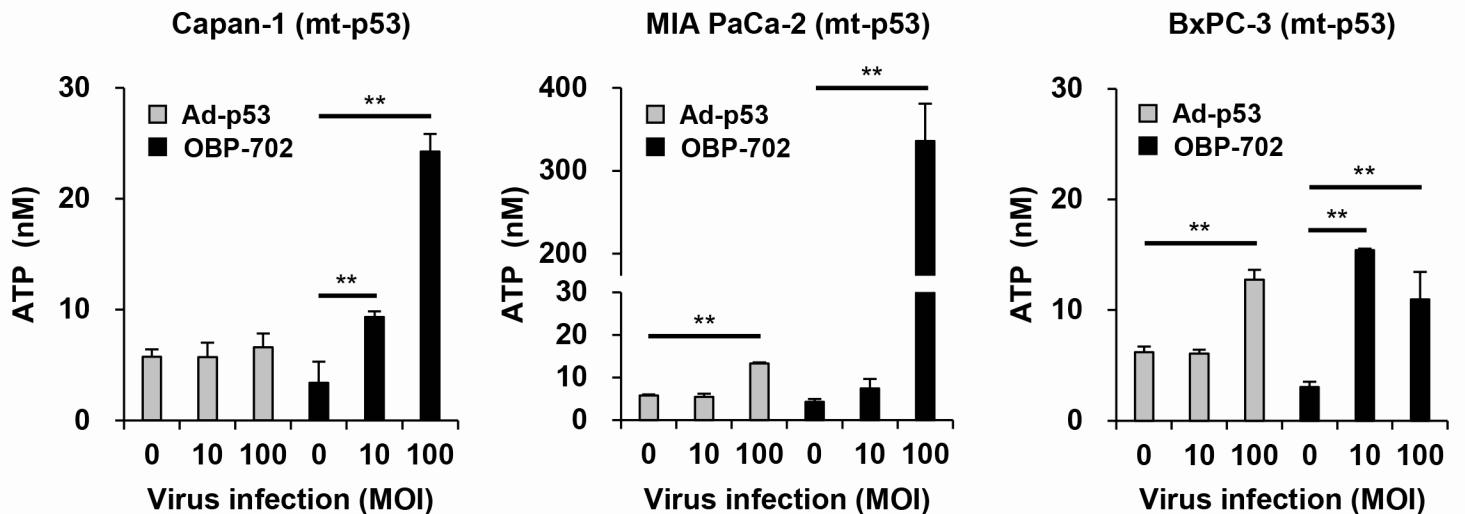 Capan-1 (mt-p53)
ATP (nM)
30
20
10
0
Ad-p53
OBP-702
**
**
0 10 100 0 10 100
Virus infection (MOI)
MIA PaCa-2 (mt-p53)
ATP (nM)
400
300
200
30
20
10
0
Ad-p53
OBP-702
**
**
0 10 100 0 10 100
Virus infection (MOI)
BxPC-3 (mt-p53)
ATP (nM)
30
20
10
0
Ad-p53
OBP-702
**
**
**
0 10 100 0 10 100
Virus infection (MOI)